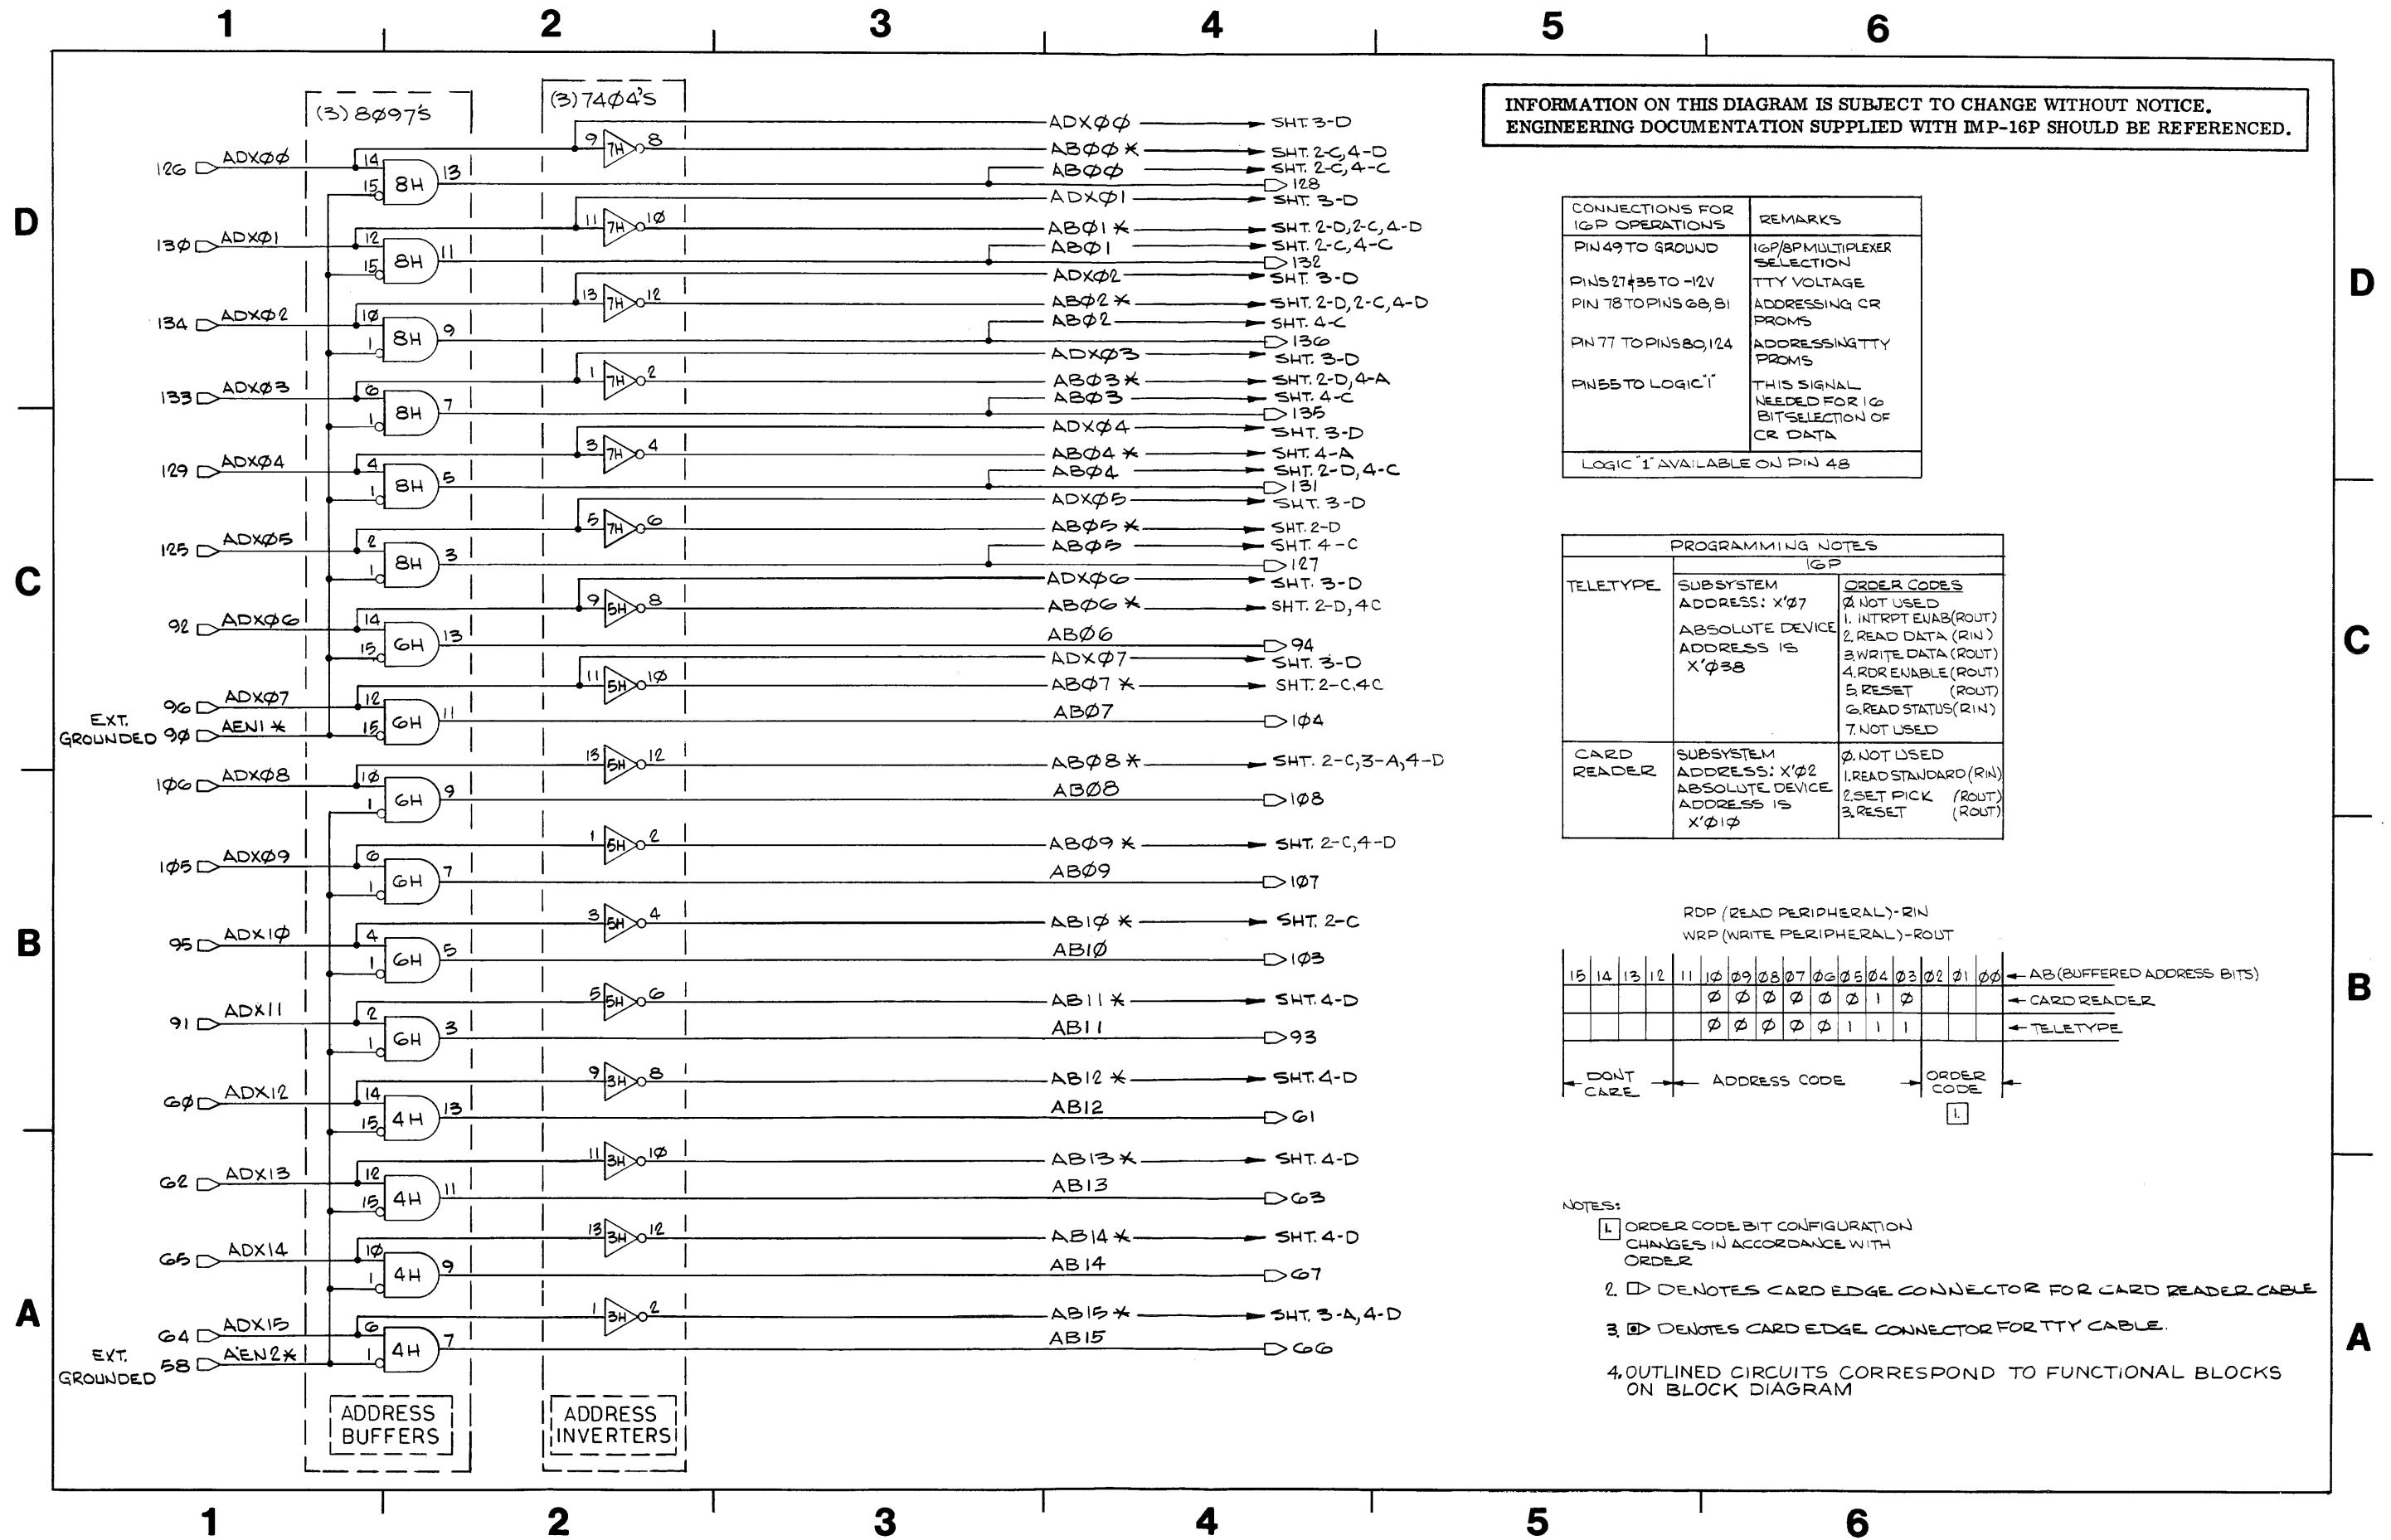 1 2 3 4 5 6
INFORMATION ON THIS DIAGRAM IS SUBJECT TO CHANGE WITHOUT NOTICE.
ENGINEERING DOCUMENTATION SUPPLIED WITH IMP-16P SHOULD BE REFERENCED.
(3) 8Ø97'S
(3) 74Ø4'S
126 ADXØØ 14 15 8H 13
9 7H 8
ADXØØ SHT. 3-D
ABØØ* SHT. 2-C, 4-D
ABØØ SHT. 2-C, 4-C
128
D
13Ø ADXØ1 12 15 8H 11
11 7H 1Ø
ADXØ1 SHT. 3-D
ABØ1* SHT. 2-D, 2-C, 4-D
ABØ1 SHT. 2-C, 4-C
132
134 ADXØ2 1Ø 1 8H 9
13 7H 12
ADXØ2 SHT. 3-D
ABØ2* SHT. 2-D, 2-C, 4-D
ABØ2 SHT. 4-C
136
133 ADXØ3 6 1 8H 7
1 7H 2
ADXØ3 SHT. 3-D
ABØ3* SHT. 2-D, 4-A
ABØ3 SHT. 4-C
135
129 ADXØ4 4 1 8H 5
3 7H 4
ADXØ4 SHT. 3-D
ABØ4* SHT. 4-A
ABØ4 SHT. 2-D, 4-C
131
125 ADXØ5 2 1 8H 3
5 7H 6
ADXØ5 SHT. 3-D
ABØ5* SHT. 2-D
ABØ5 SHT. 4-C
127
C
92 ADXØ6 14 15 6H 13
9 5H 8
ADXØ6 SHT. 3-D
ABØ6* SHT. 2-D, 4C
ABØ6 94
96 ADXØ7 12 15 6H 11
11 5H 1Ø
ADXØ7 SHT. 3-D
ABØ7* SHT. 2-C, 4C
ABØ7 1Ø4
EXT.
GROUNDED 9Ø AEN1*
1Ø6 ADXØ8 1Ø 1 6H 9
13 5H 12
ABØ8* SHT. 2-C, 3-A, 4-D
ABØ8 1Ø8
1Ø5 ADXØ9 6 1 6H 7
1 5H 2
ABØ9* SHT. 2-C, 4-D
ABØ9 1Ø7
B
95 ADX1Ø 4 1 6H 5
3 5H 4
AB1Ø* SHT. 2-C
AB1Ø 1Ø3
91 ADX11 2 1 6H 3
5 5H 6
AB11* SHT. 4-D
AB11 93
6Ø ADX12 14 15 4H 13
9 3H 8
AB12* SHT. 4-D
AB12 61
62 ADX13 12 15 4H 11
11 3H 1Ø
AB13* SHT. 4-D
AB13 63
65 ADX14 1Ø 1 4H 9
13 3H 12
AB14* SHT. 4-D
AB14 67
A
64 ADX15 6 1 4H 7
1 3H 2
AB15* SHT. 3-A, 4-D
AB15 66
EXT.
GROUNDED 58 AEN2*
ADDRESS
BUFFERS
ADDRESS
INVERTERS
CONNECTIONS FOR
16P OPERATIONS
REMARKS
PIN 49 TO GROUND
16P/8P MULTIPLEXER
SELECTION
PINS 27 & 35 TO -12V
TTY VOLTAGE
PIN 78 TO PINS 68, 81
ADDRESSING CR
PROMS
PIN 77 TO PINS 80, 124
ADDRESSING TTY
PROMS
PIN 55 TO LOGIC "1"
THIS SIGNAL
NEEDED FOR 16
BIT SELECTION OF
CR DATA
LOGIC "1" AVAILABLE ON PIN 48
PROGRAMMING NOTES
16P
TELETYPE
SUBSYSTEM
ADDRESS: X'Ø7
ABSOLUTE DEVICE
ADDRESS IS
X'Ø38
ORDER CODES
Ø. NOT USED
1. INTRPT ENAB (ROUT)
2. READ DATA (RIN)
3. WRITE DATA (ROUT)
4. RDR ENABLE (ROUT)
5. RESET (ROUT)
6. READ STATUS (RIN)
7. NOT USED
CARD
READER
SUBSYSTEM
ADDRESS: X'Ø2
ABSOLUTE DEVICE
ADDRESS IS
X'Ø1Ø
Ø. NOT USED
1. READ STANDARD (RIN)
2. SET PICK (ROUT)
3. RESET (ROUT)
RDP (READ PERIPHERAL)-RIN
WRP (WRITE PERIPHERAL)-ROUT
15 14 13 12 11 1Ø Ø9 Ø8 Ø7 Ø6 Ø5 Ø4 Ø3 Ø2 Ø1 ØØ AB (BUFFERED ADDRESS BITS)
Ø Ø Ø Ø Ø Ø 1 Ø CARD READER
Ø Ø Ø Ø Ø 1 1 1 TELETYPE
DONT
CARE
ADDRESS CODE
ORDER
CODE
1.
NOTES:
1. ORDER CODE BIT CONFIGURATION
CHANGES IN ACCORDANCE WITH
ORDER
2. DENOTES CARD EDGE CONNECTOR FOR CARD READER CABLE
3. DENOTES CARD EDGE CONNECTOR FOR TTY CABLE.
4. OUTLINED CIRCUITS CORRESPOND TO FUNCTIONAL BLOCKS
ON BLOCK DIAGRAM
D
C
B
A
1 2 3 4 5 6